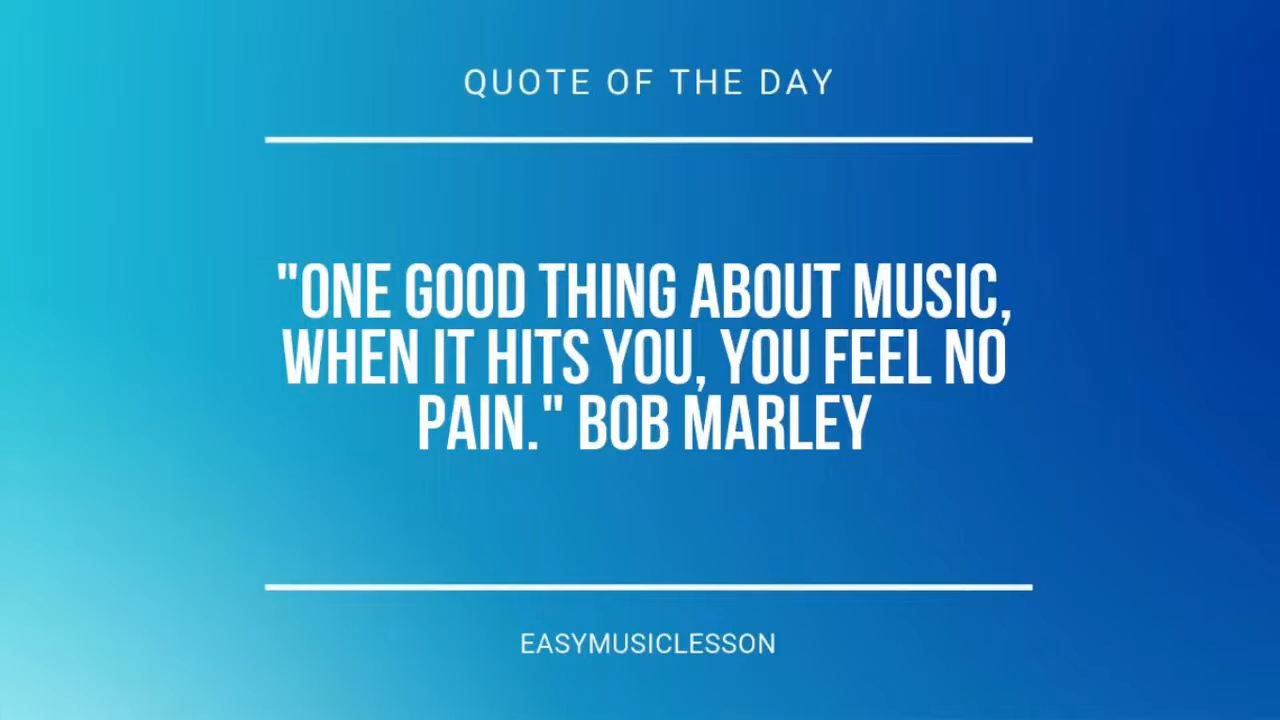 QUOTE OF THE DAY
"ONE GOOD THING ABOUT MUSIC,
WHEN IT HITS YOU, YOU FEEL NO
PAIN." BOB MARLEY
EASYMUSICLESSON